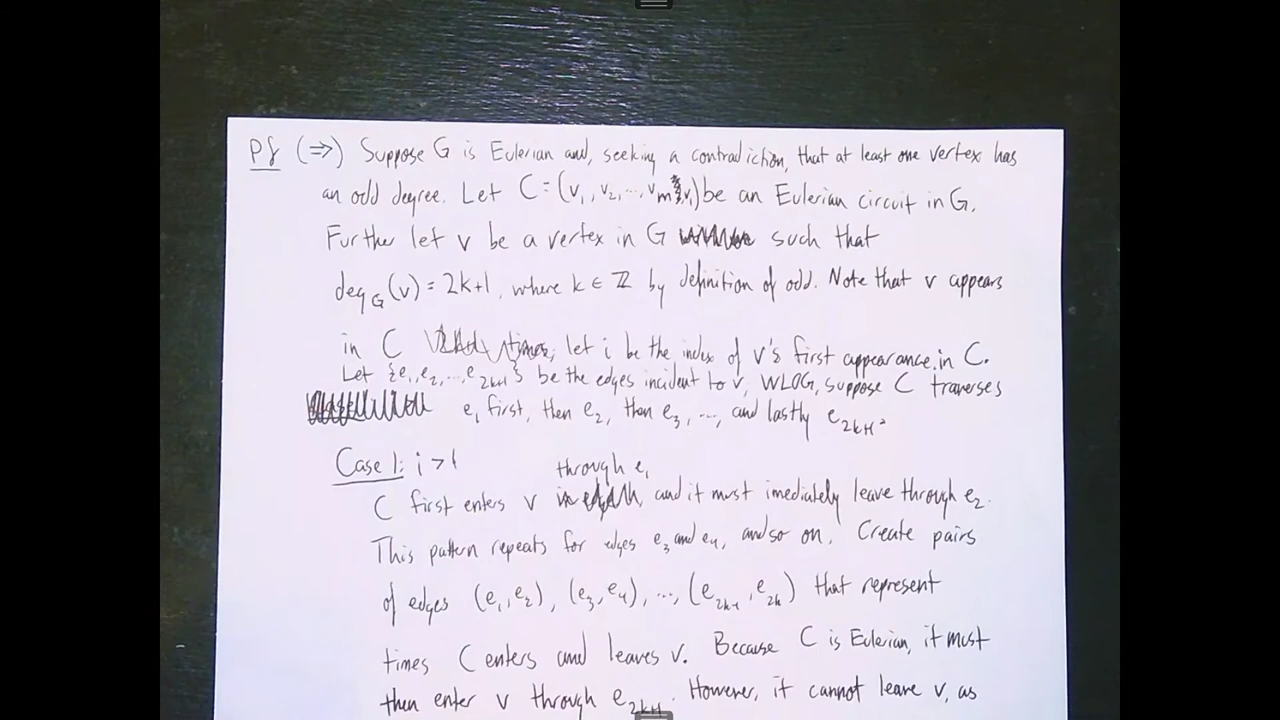 Pf (⇒) Suppose G is Eulerian and, seeking a contradiction, that at least one vertex has
an odd degree. Let C = (v₁, v₂, ..., vₘ, v₁) be an Eulerian circuit in G.
Further let v be a vertex in G such that
deg_G(v) = 2k+1, where k ∈ ℤ by definition of odd. Note that v appears
in C let i be the index of v's first appearance in C.
Let {e₁, e₂, ..., e₂ₖ₊₁} be the edges incident to v, WLOG, suppose C traverses
e₁ first, then e₂, then e₃, ..., and lastly e₂ₖ₊₁.
Case 1: i > 1
through e₁
C first enters v , and it must imediately leave through e₂.
This pattern repeats for edges e₃ and e₄, and so on. Create pairs
of edges (e₁, e₂), (e₃, e₄), ..., (e₂ₖ₋₁, e₂ₖ) that represent
times C enters and leaves v. Because C is Eulerian, it must
then enter v through e₂ₖ₊₁. However, it cannot leave v, as